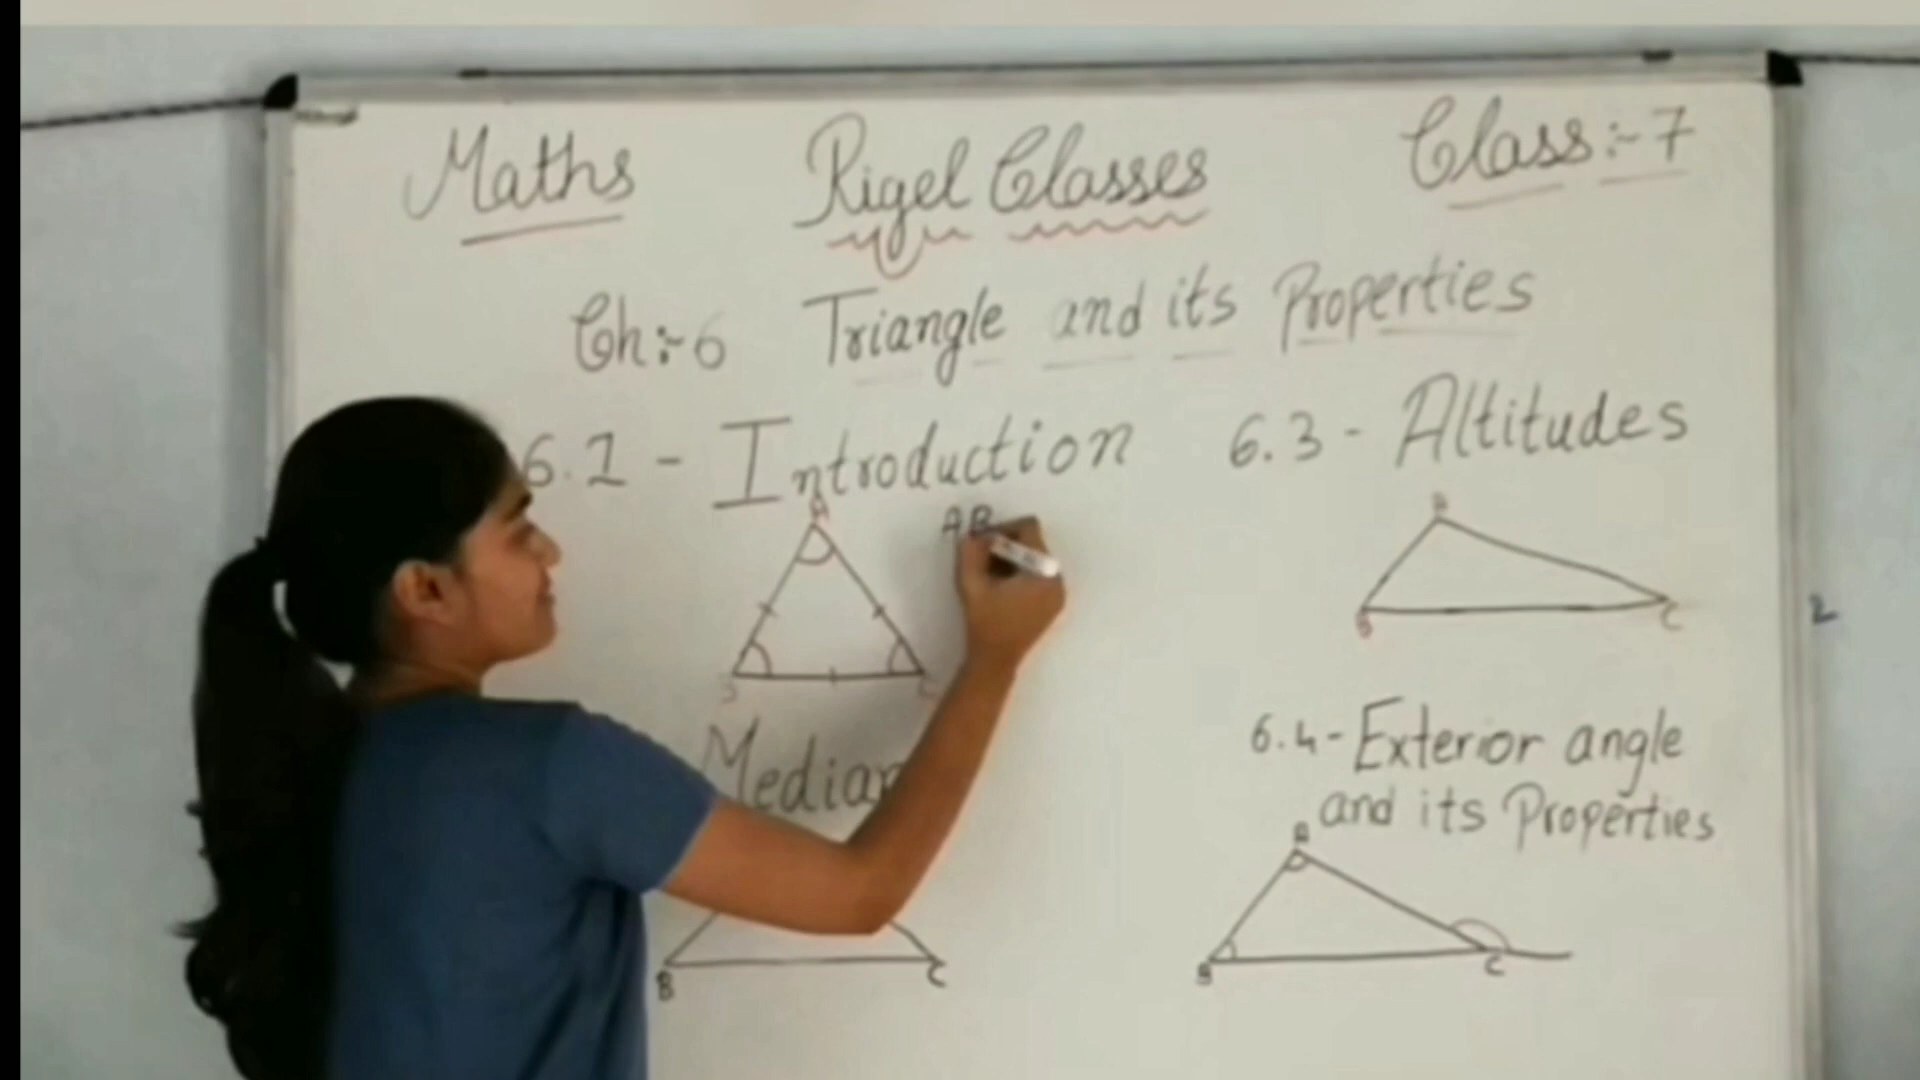 Maths Rigel Classes Class:-7
Ch:-6 Triangle and its Properties
6.1 - Introduction
A
AB
B C
Median
B C
6.3 - Altitudes
A
B C
6.4 - Exterior angle
and its Properties
A
B C